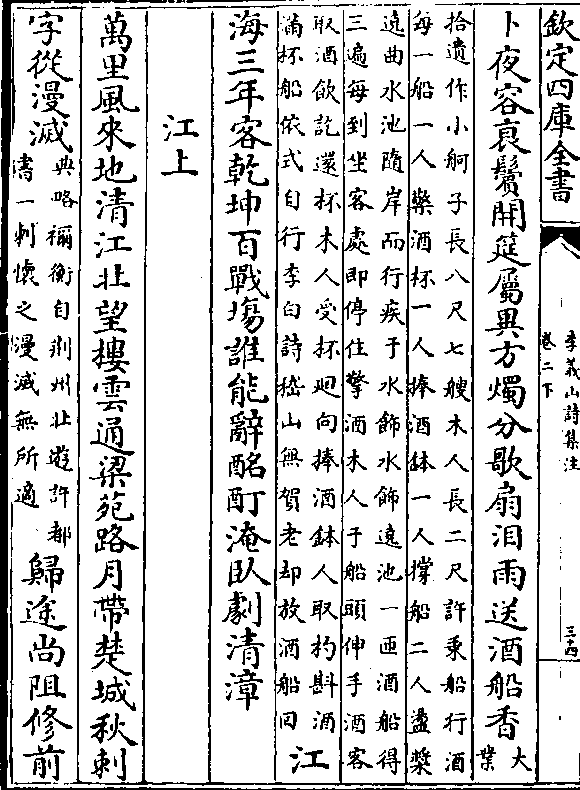 欽定四庫全書
李義山詩集注
卷二下
三十四
卜夜容衰鬢開筵屬異方燭分歌扇泪雨送酒船香大業
拾遺作小舸子長八尺七艘木人長二尺許乗船行酒
每一船一人擎酒杯一人捧酒鉢一人撐船二人盪槳
遶曲水池隨岸而行疾于水飾水飾遶池一匝酒船得
三遍每到坐客處即停住擎酒木人于船頭伸手酒客
取酒飲訖還杯木人受杯廻向捧酒鉢人取杓斟酒
滿杯船依式自行李白詩嵇山無賀老却放酒船回江
海三年客乾坤百戰塲誰能辭酩酊淹臥劇清漳
江上
萬里風來地清江北望樓雲通梁苑路月帶楚城秋刺
字從漫滅典略禰衡自荆州北遊許都
書一刺懷之漫滅無所適歸途尚阻修前